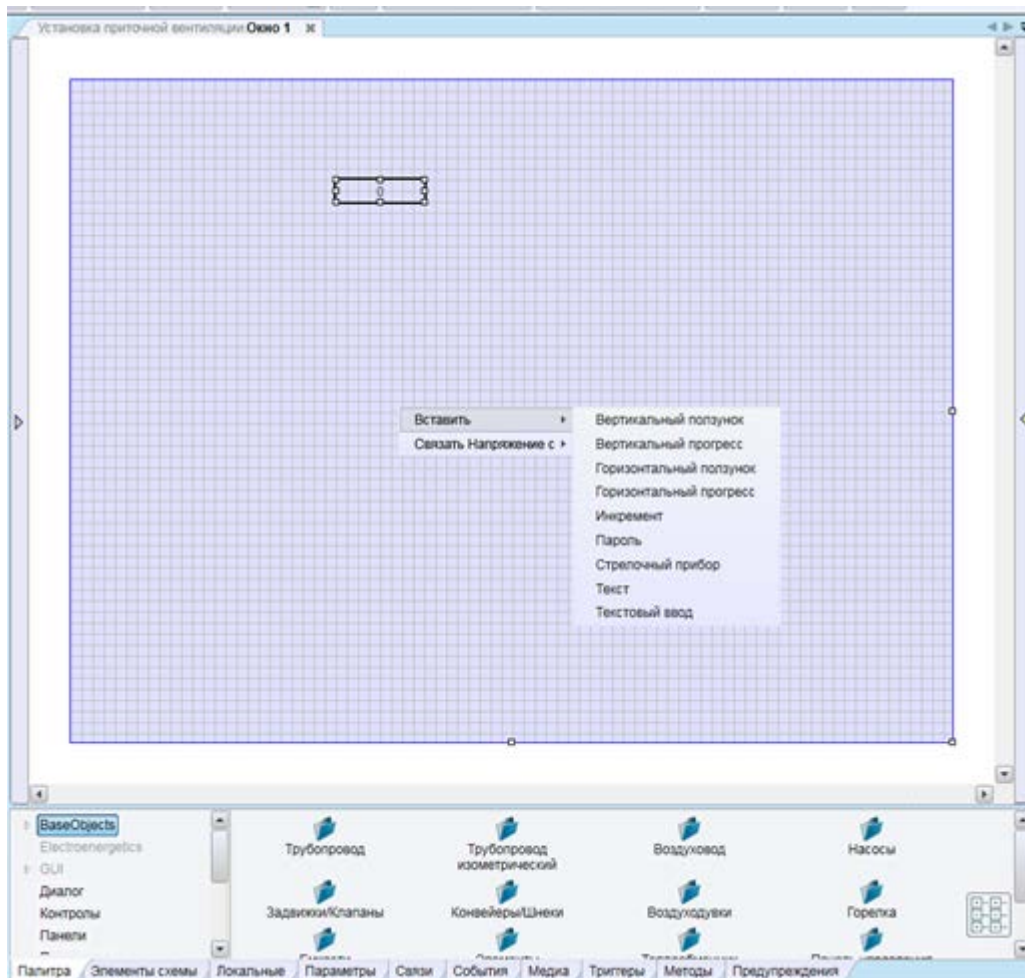 Установка приточной вентиляции:Окно 1
0
Вставить
Связать Напряжение с
Вертикальный ползунок
Вертикальный прогресс
Горизонтальный ползунок
Горизонтальный прогресс
Инкремент
Пароль
Стрелочный прибор
Текст
Текстовый ввод
BaseObjects
Electroenergetics
GUI
Диалог
Контролы
Панели
Трубопровод
Трубопровод изометрический
Воздуховод
Насосы
Задвижки/Клапаны
Конвейеры/Шнеки
Воздуходувки
Горелка
Палитра Элементы схемы Локальные Параметры Связи События Медиа Триггеры Методы Предупреждения